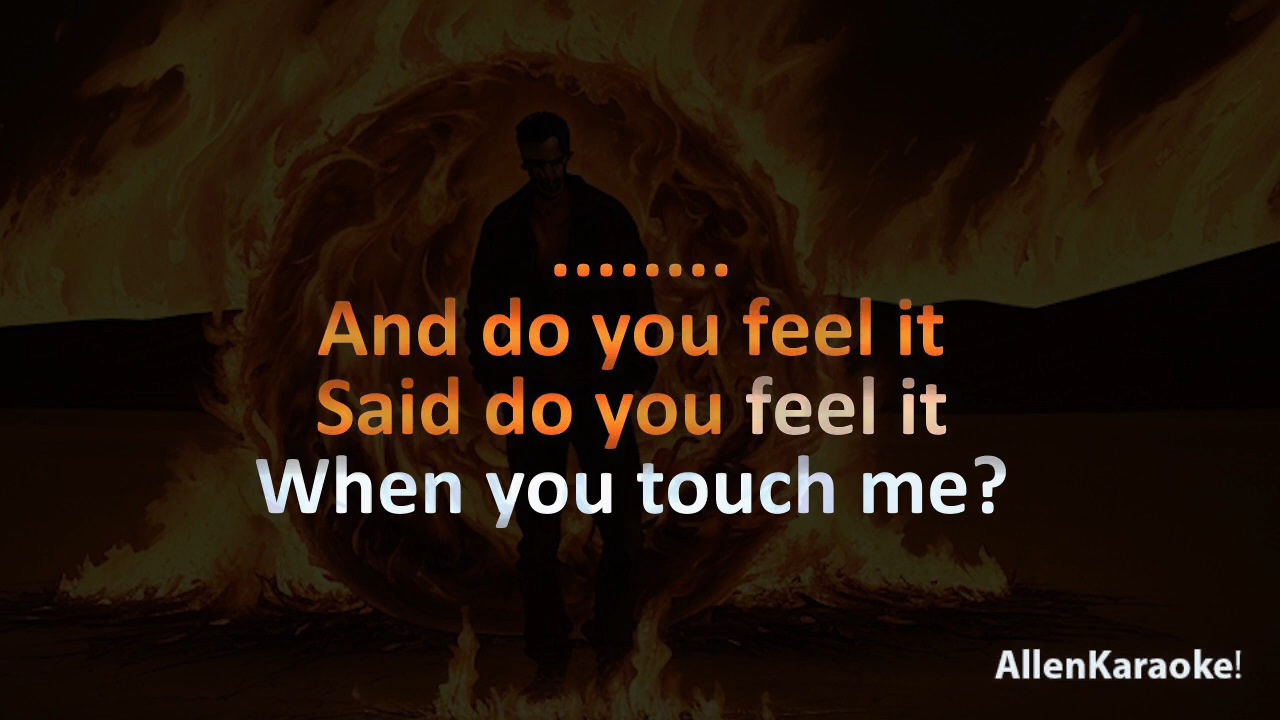 ........
And do you feel it
Said do you feel it
When you touch me?
AllenKaraoke!